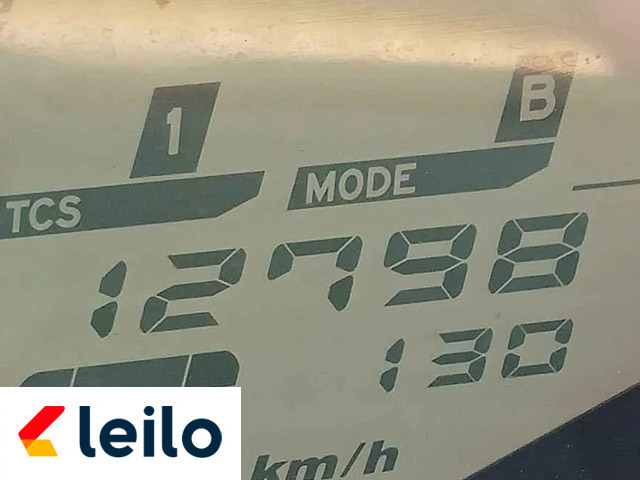 1
B
TCS
MODE
12798
130
leilo
km/h